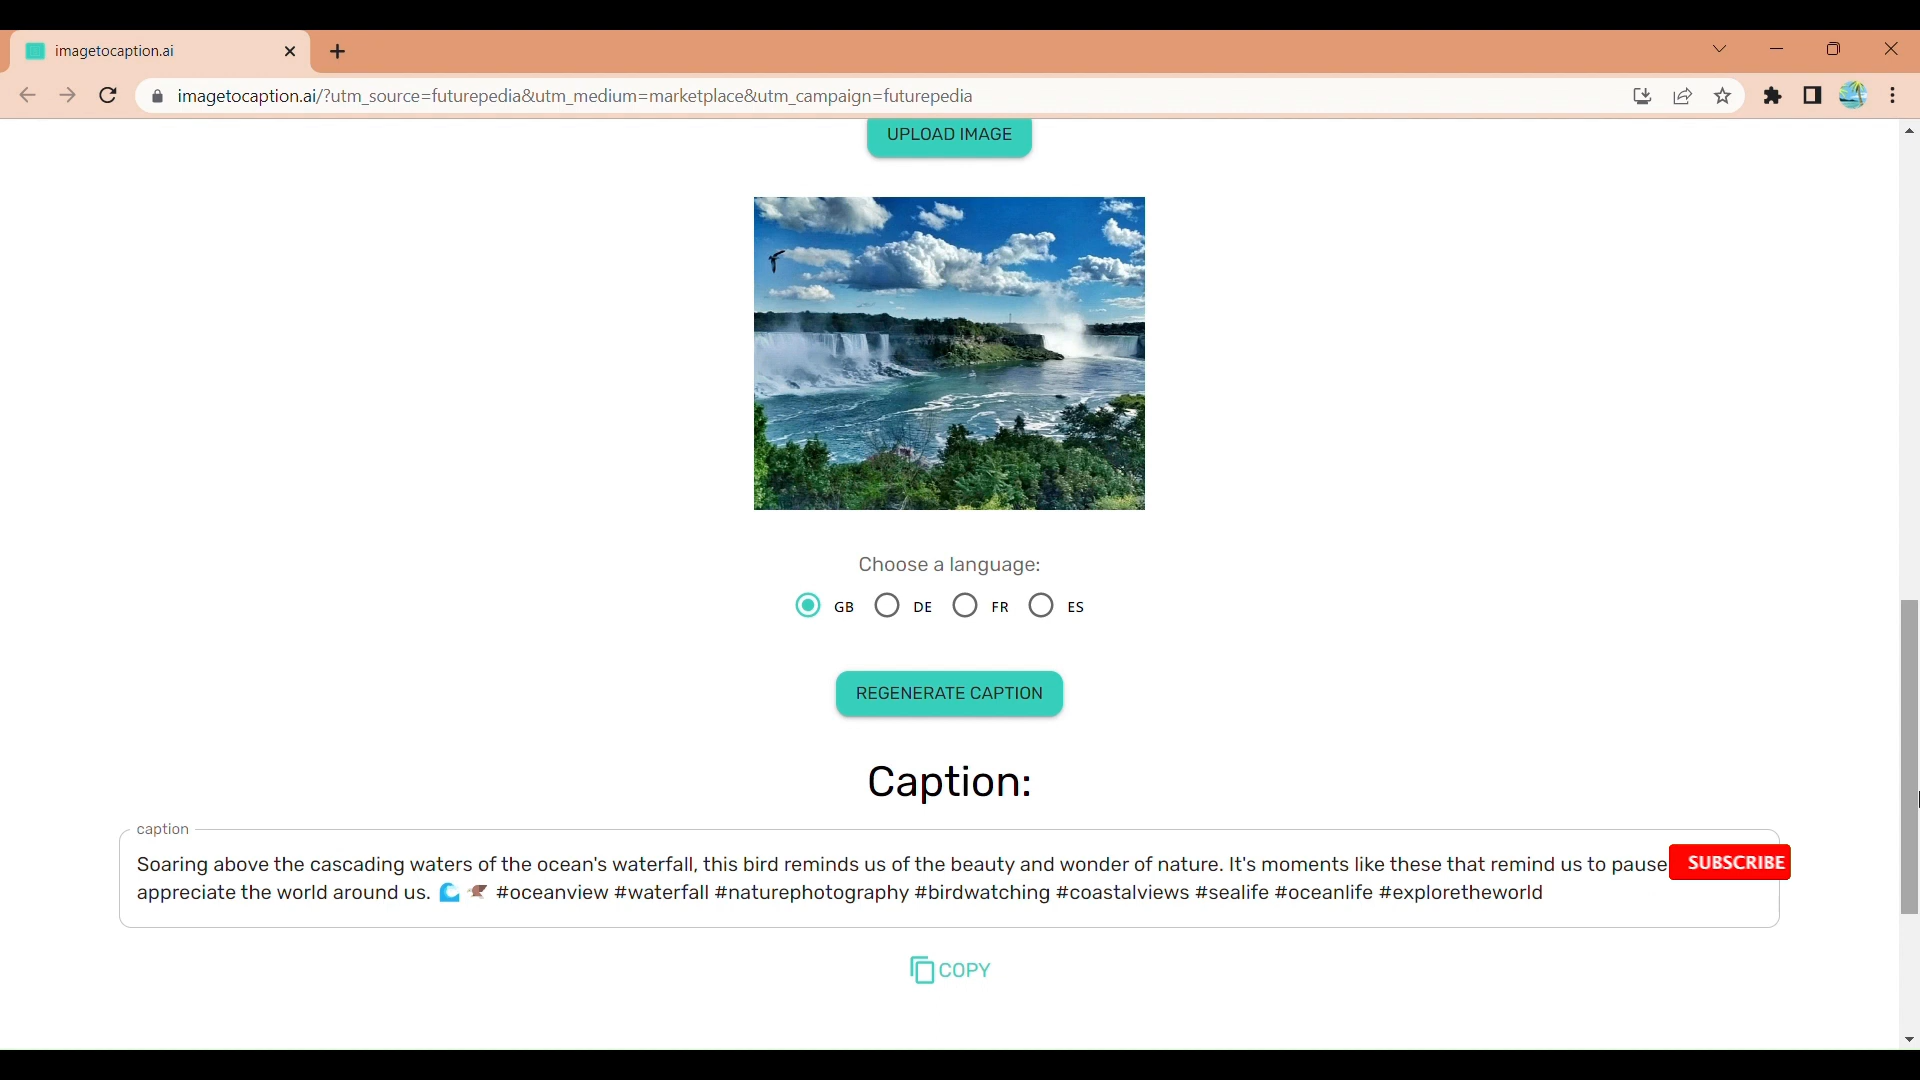 imagetocaption.ai
imagetocaption.ai/?utm_source=futurepedia&utm_medium=marketplace&utm_campaign=futurepedia
UPLOAD IMAGE
Choose a language:
GB DE FR ES
REGENERATE CAPTION
Caption:
caption
Soaring above the cascading waters of the ocean's waterfall, this bird reminds us of the beauty and wonder of nature. It's moments like these that remind us to pause SUBSCRIBE
appreciate the world around us. 🌊 🦅 #oceanview #waterfall #naturephotography #birdwatching #coastalviews #sealife #oceanlife #exploretheworld
COPY